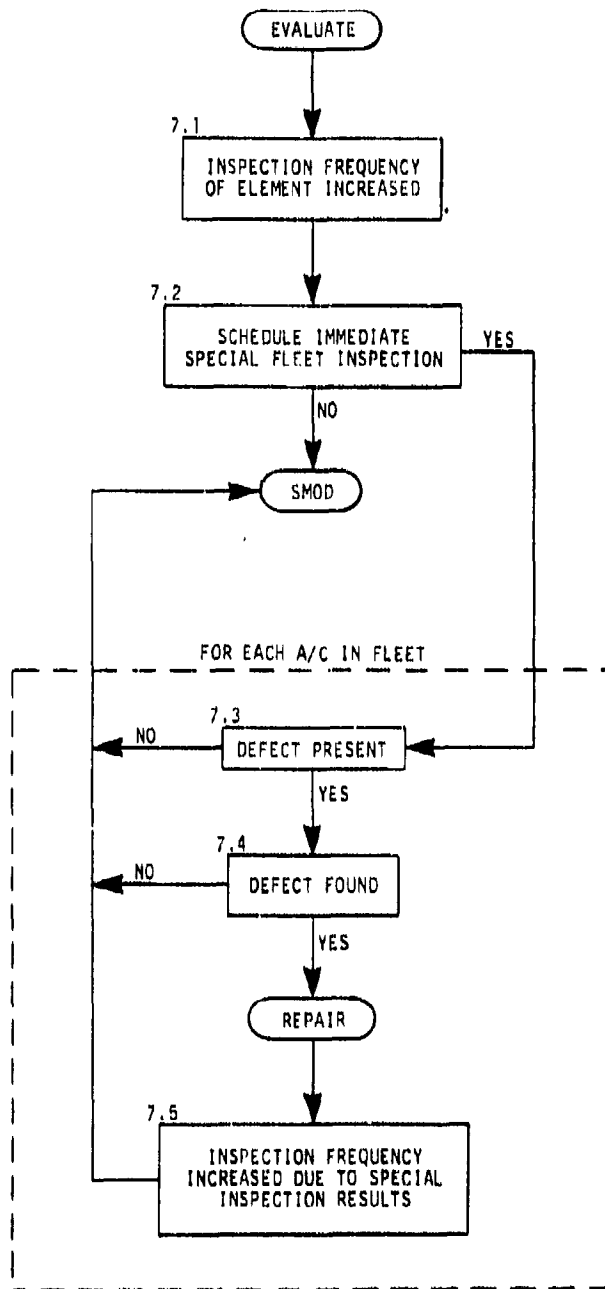 EVALUATE
7.1
INSPECTION FREQUENCY
OF ELEMENT INCREASED
7.2
SCHEDULE IMMEDIATE
SPECIAL FLEET INSPECTION
YES
NO
SMOD
FOR EACH A/C IN FLEET
7.3
NO
DEFECT PRESENT
YES
7.4
NO
DEFECT FOUND
YES
REPAIR
7.5
INSPECTION FREQUENCY
INCREASED DUE TO SPECIAL
INSPECTION RESULTS